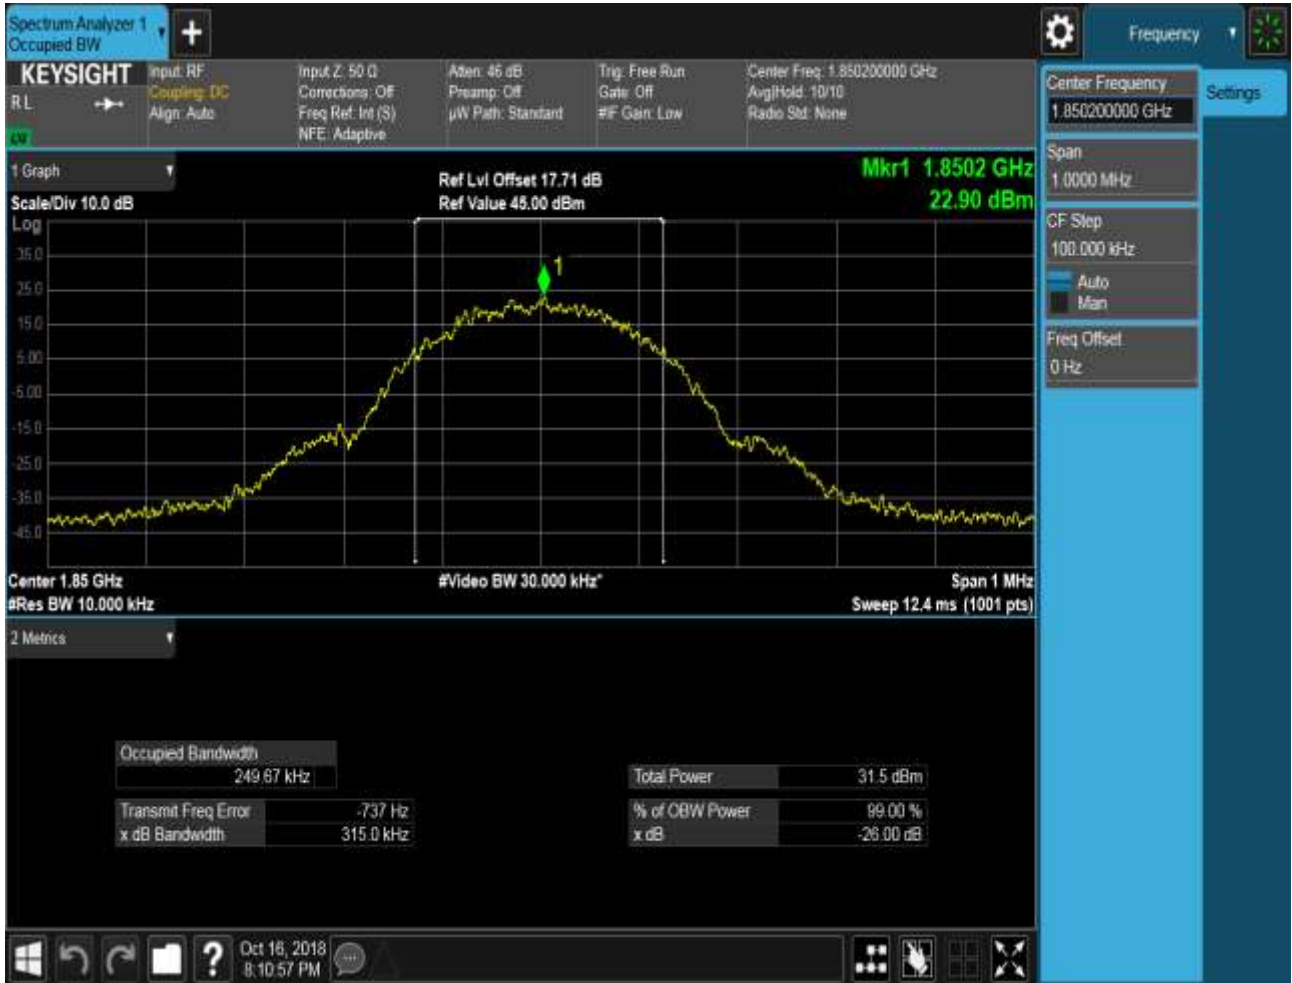 Spectrum Analyzer 1
Occupied BW
Frequency
KEYSIGHT
RL
LW
Input: RF
Coupling: DC
Align: Auto
Input Z: 50 Ω
Corrections: Off
Freq Ref: Int (S)
NFE: Adaptive
Atten: 46 dB
Preamp: Off
µW Path: Standard
Trig: Free Run
Gate: Off
#IF Gain: Low
Center Freq: 1.850200000 GHz
Avg|Hold: 10/10
Radio Std: None
Center Frequency
1.850200000 GHz
Settings
Span
1.0000 MHz
CF Step
100.000 kHz
Auto
Man
Freq Offset
0 Hz
1 Graph
Scale/Div 10.0 dB
Ref Lvl Offset 17.71 dB
Ref Value 45.00 dBm
Mkr1 1.8502 GHz
22.90 dBm
Log
35.0
25.0
15.0
5.00
-5.00
-15.0
-25.0
-35.0
-45.0
1
Center 1.85 GHz
#Video BW 30.000 kHz*
Span 1 MHz
#Res BW 10.000 kHz
Sweep 12.4 ms (1001 pts)
2 Metrics
Occupied Bandwidth
249.67 kHz
Total Power 31.5 dBm
Transmit Freq Error -737 Hz
% of OBW Power 99.00 %
x dB Bandwidth 315.0 kHz
x dB -26.00 dB
?
Oct 16, 2018
8:10:57 PM